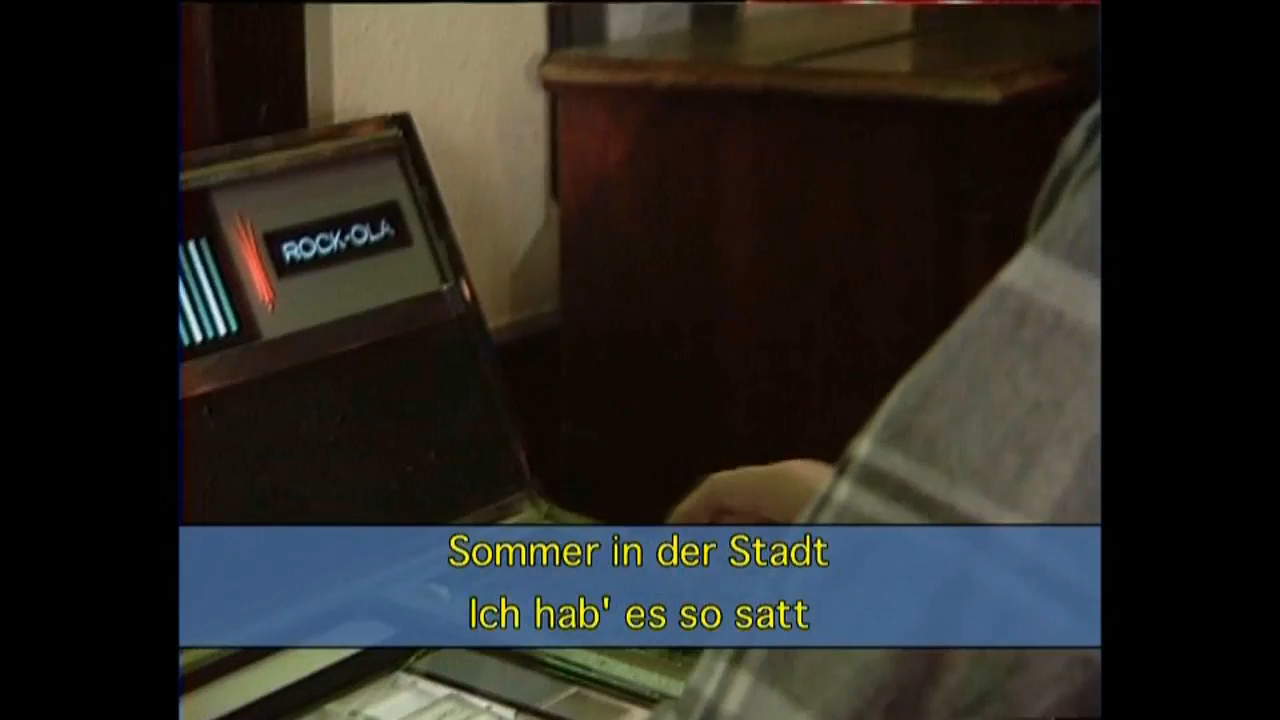 ROCK-OLA
Sommer in der Stadt
Ich hab' es so satt